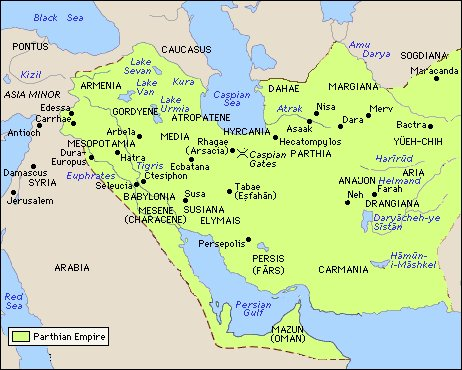 Black Sea
PONTUS
CAUCASUS
Amu
Darya
SOGDIANA
Maracanda
Kizil
ASIA MINOR
Lake
Sevan
Kura
Caspian
Sea
DAHAE
MARGIANA
ARMENIA
Lake
Van
Lake
Urmia
Atrak
Nisa
Merv
Edessa
Carrhae
GORDYENE
ATROPATENE
Asaak
Dara
Bactra
Antioch
Arbela
MEDIA
HYRCANIA
Hecatompylos
YÜEH-CHIH
MESOPOTAMIA
Rhagae
(Arsacia)
Caspian
Gates
PARTHIA
Harīrūd
Dura-
Europus
Hatra
Tigris
Ecbatana
ARIA
Damascus
SYRIA
Euphrates
Ctesiphon
Seleucia
Tabae
(Eşfahān)
ANAUON
Helmand
Farah
Jerusalem
BABYLONIA
Susa
Neh
DRANGIANA
MESENE
(CHARACENE)
SUSIANA
ELYMAIS
Daryācheh-ye
Sīstān
Persepolis
Hāmūn-
i-Māshkel
ARABIA
PERSIS
(FĀRS)
CARMANIA
Red
Sea
Persian
Gulf
MAZUN
(OMAN)
Parthian Empire